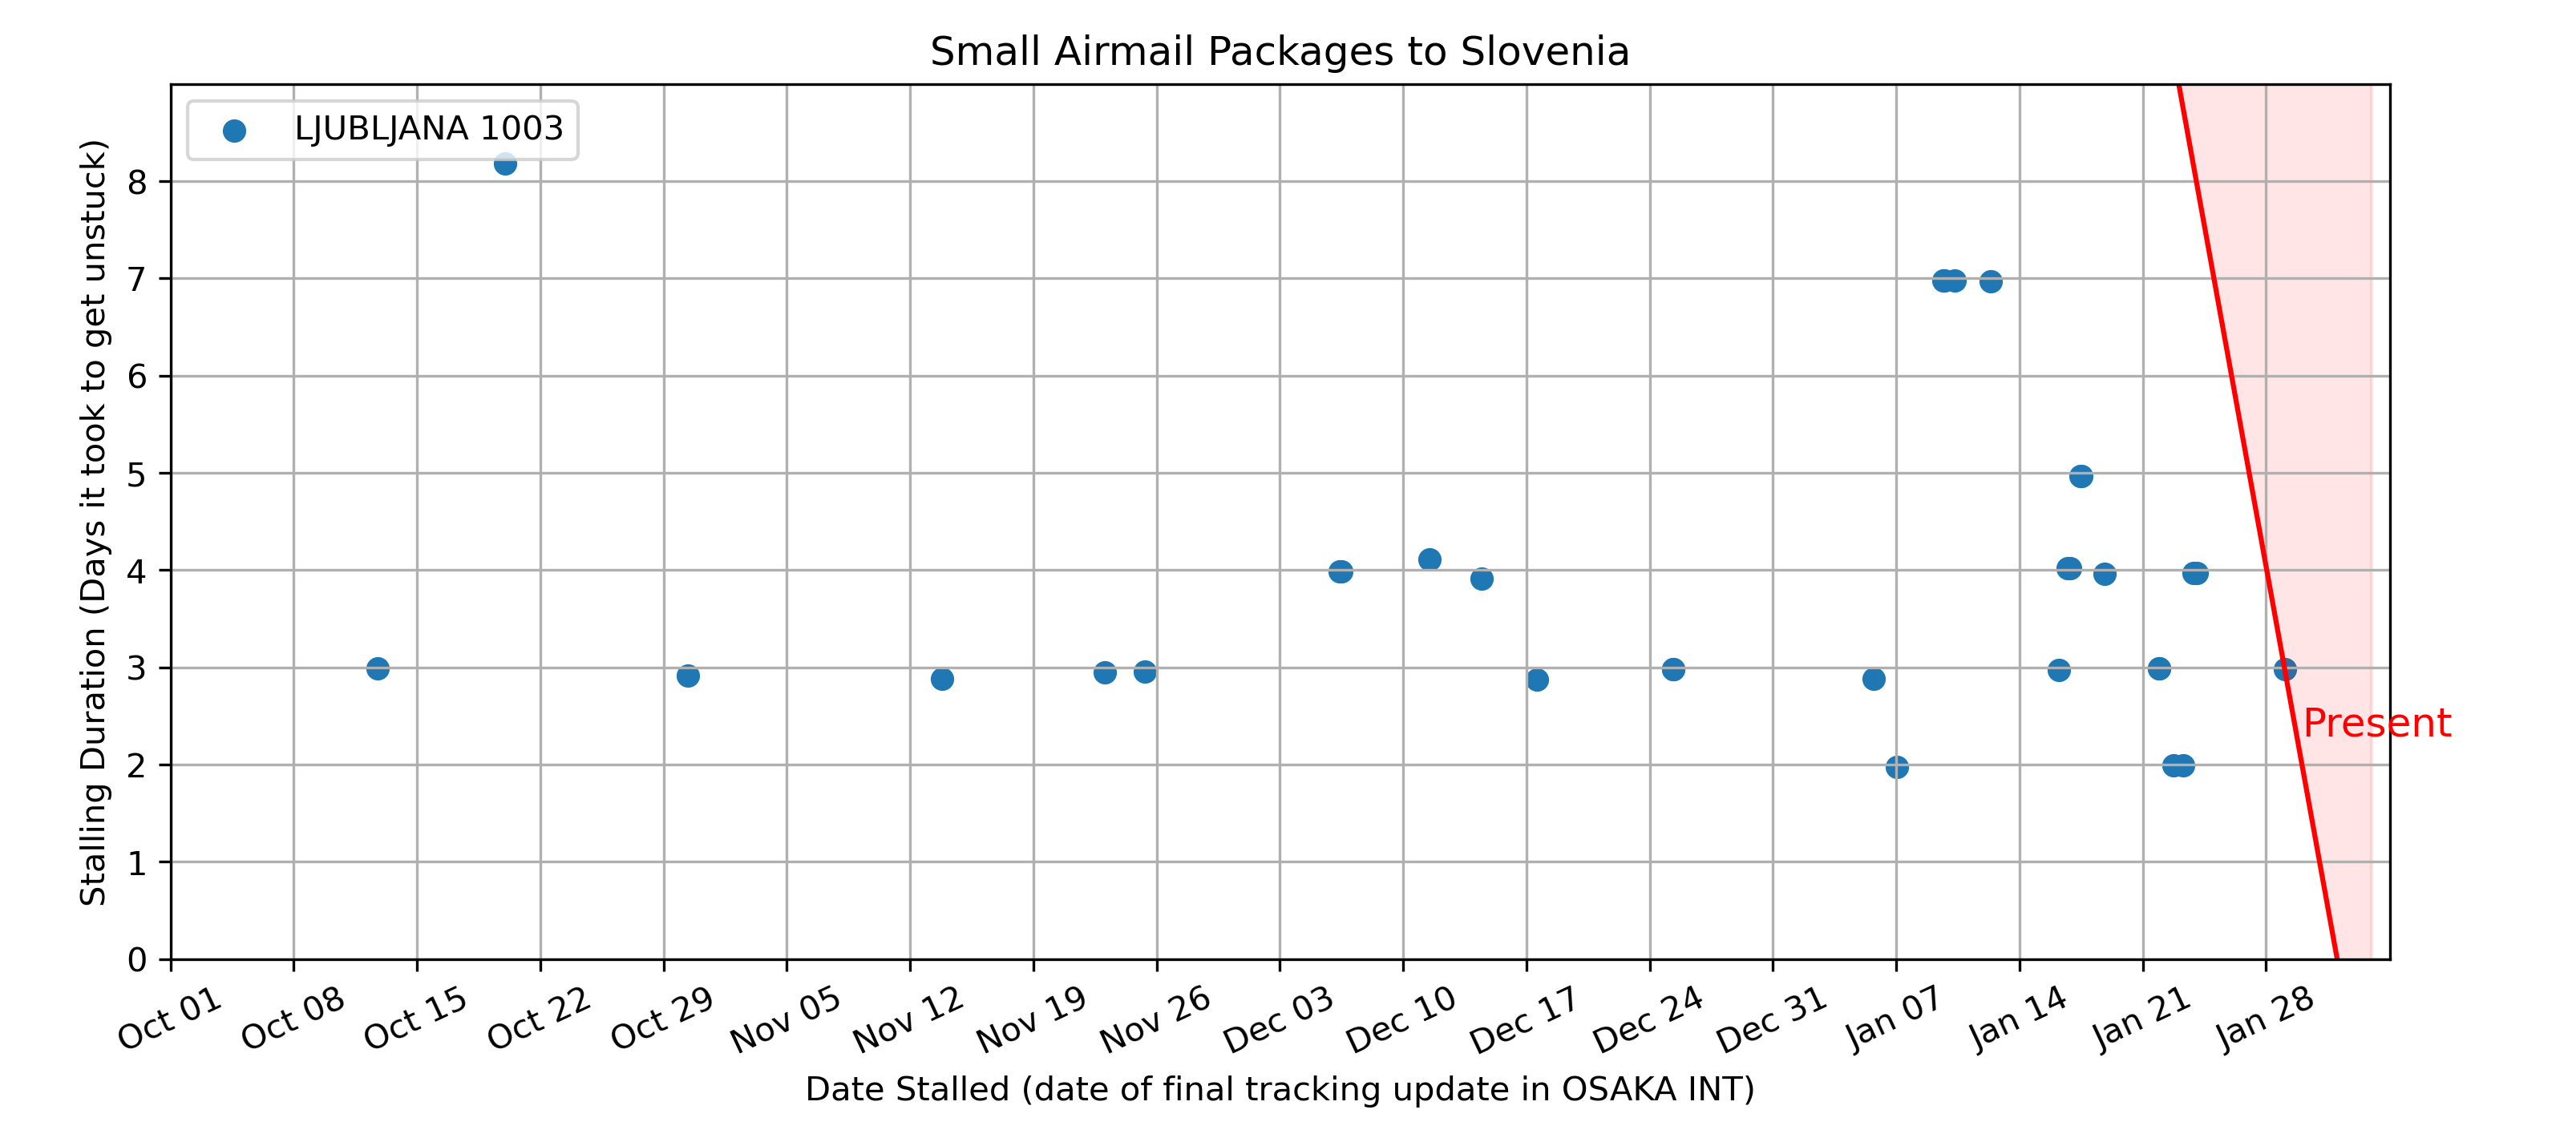 Small Airmail Packages to Slovenia
LJUBLJANA 1003
Stalling Duration (Days it took to get unstuck)
8
7
6
5
4
3
2
1
0
Present
Oct 01
Oct 08
Oct 15
Oct 22
Oct 29
Nov 05
Nov 12
Nov 19
Nov 26
Dec 03
Dec 10
Dec 17
Dec 24
Dec 31
Jan 07
Jan 14
Jan 21
Jan 28
Date Stalled (date of final tracking update in OSAKA INT)